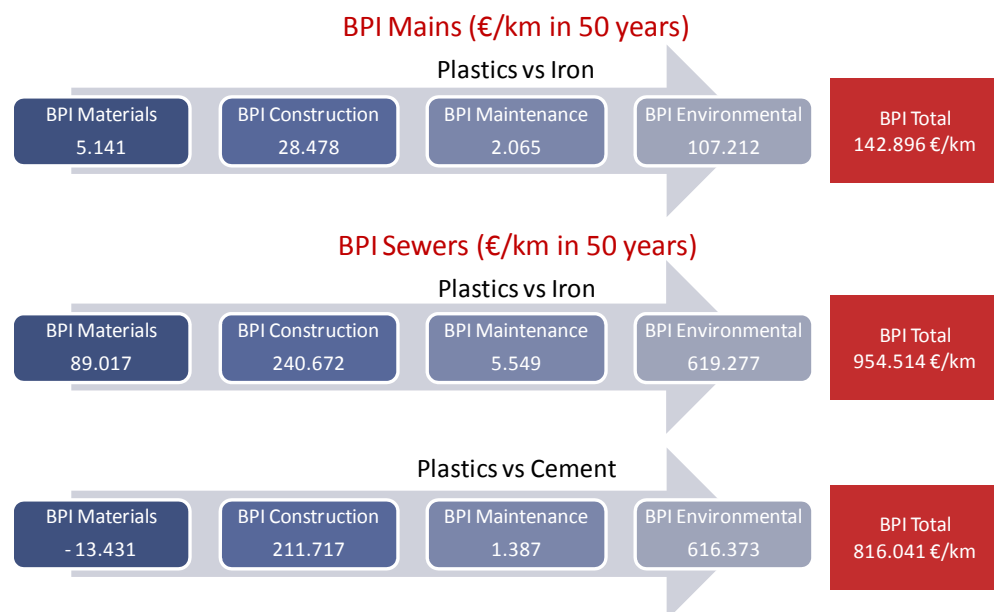 BPI Mains (€/km in 50 years)
Plastics vs Iron
BPI Materials
5.141
BPI Construction
28.478
BPI Maintenance
2.065
BPI Environmental
107.212
BPI Total
142.896 €/km
BPI Sewers (€/km in 50 years)
Plastics vs Iron
BPI Materials
89.017
BPI Construction
240.672
BPI Maintenance
5.549
BPI Environmental
619.277
BPI Total
954.514 €/km
Plastics vs Cement
BPI Materials
-13.431
BPI Construction
211.717
BPI Maintenance
1.387
BPI Environmental
616.373
BPI Total
816.041 €/km